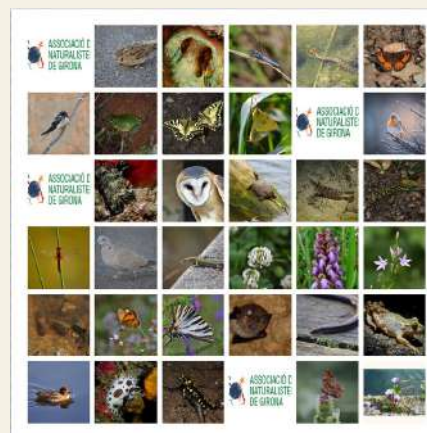 ASSOCIACIÓ D
NATURALISTE
DE GIRONA
ASSOCIACIÓ D
NATURALISTE
DE GIRONA
ASSOCIACIÓ D
NATURALISTE
DE GIRONA
ASSOCIACIÓ D
NATURALISTE
DE GIRONA